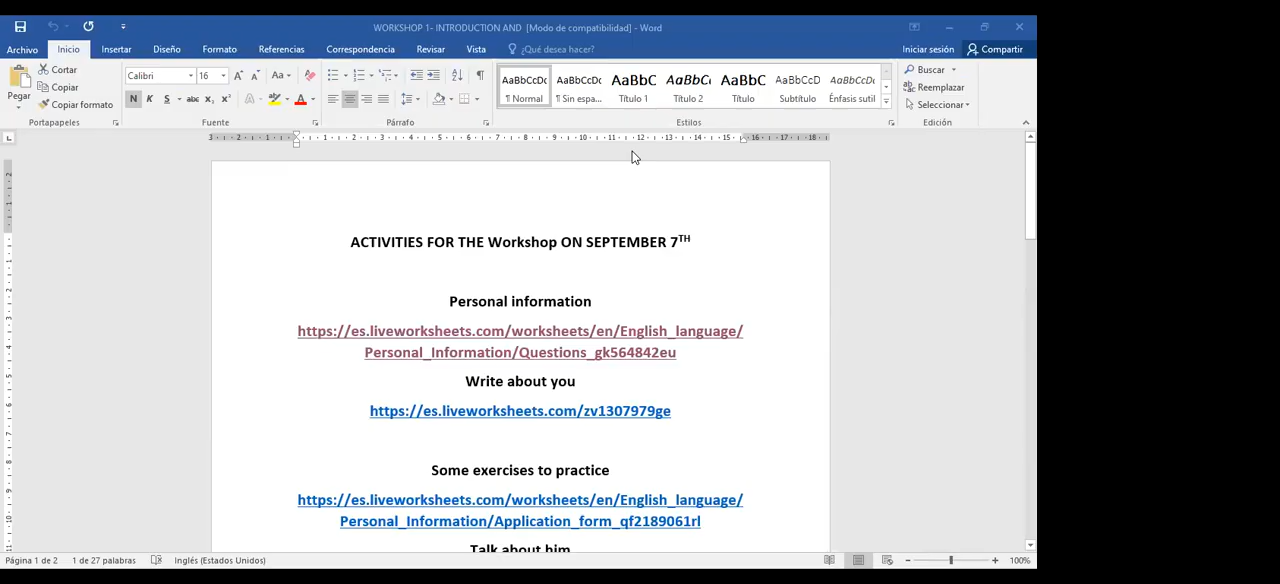 WORKSHOP 1- INTRODUCTION AND [Modo de compatibilidad] - Word
Archivo Inicio Insertar Diseño Formato Referencias Correspondencia Revisar Vista ¿Qué desea hacer? Iniciar sesión Compartir
Pegar
Cortar
Copiar
Copiar formato
Portapapeles
Calibri 16
Fuente
Párrafo
AaBbCcDc AaBbCcDc AaBbC AaBbCc AaBbC AaBbCcD AaBbCcDc
¶ Normal ¶ Sin espa... Título 1 Título 2 Título Subtítulo Énfasis sutil
Estilos
Buscar
Reemplazar
Seleccionar
Edición
ACTIVITIES FOR THE Workshop ON SEPTEMBER 7TH
Personal information
https://es.liveworksheets.com/worksheets/en/English_language/
Personal_Information/Questions_gk564842eu
Write about you
https://es.liveworksheets.com/zv1307979ge
Some exercises to practice
https://es.liveworksheets.com/worksheets/en/English_language/
Personal_Information/Application_form_qf2189061rl
Talk about him
Página 1 de 2 1 de 27 palabras Inglés (Estados Unidos) 100%